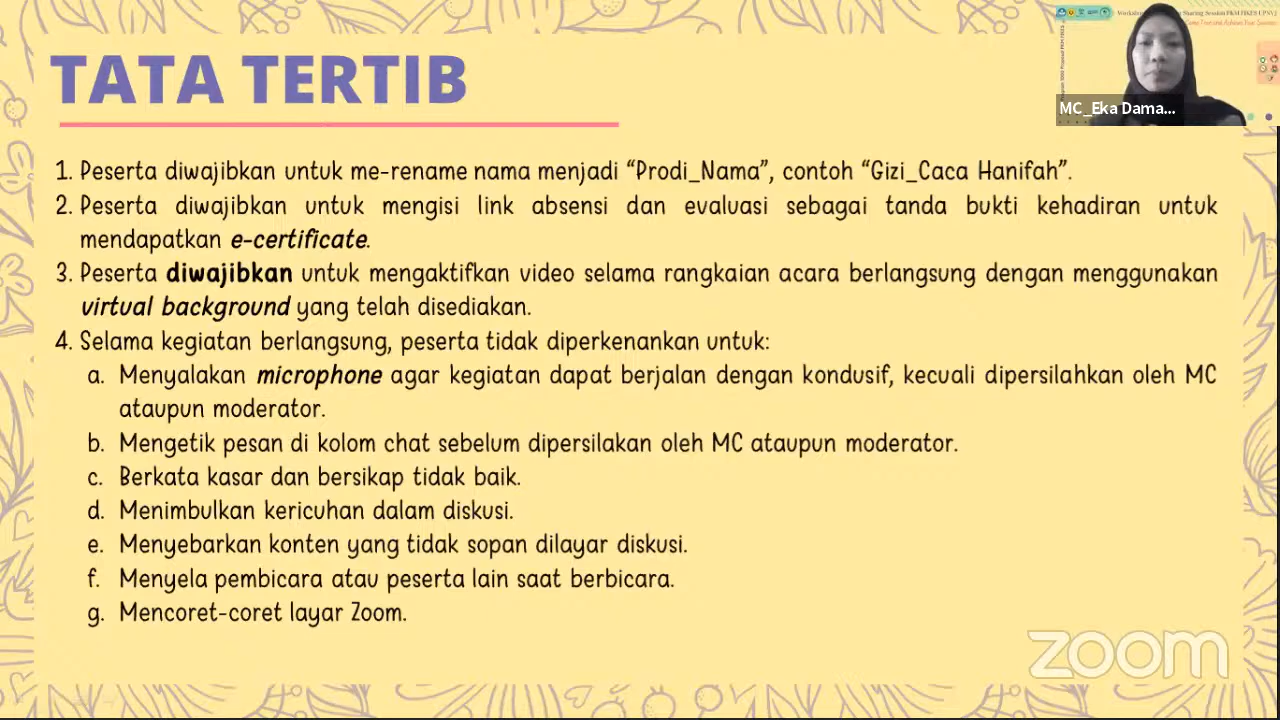 TATA TERTIB
MC_Eka Dama...
1. Peserta diwajibkan untuk me-rename nama menjadi “Prodi_Nama”, contoh “Gizi_Caca Hanifah”.
2. Peserta diwajibkan untuk mengisi link absensi dan evaluasi sebagai tanda bukti kehadiran untuk
mendapatkan e-certificate.
3. Peserta diwajibkan untuk mengaktifkan video selama rangkaian acara berlangsung dengan menggunakan
virtual background yang telah disediakan.
4. Selama kegiatan berlangsung, peserta tidak diperkenankan untuk:
a. Menyalakan microphone agar kegiatan dapat berjalan dengan kondusif, kecuali dipersilahkan oleh MC
ataupun moderator.
b. Mengetik pesan di kolom chat sebelum dipersilakan oleh MC ataupun moderator.
c. Berkata kasar dan bersikap tidak baik.
d. Menimbulkan kericuhan dalam diskusi.
e. Menyebarkan konten yang tidak sopan dilayar diskusi.
f. Menyela pembicara atau peserta lain saat berbicara.
g. Mencoret-coret layar Zoom.
zoom